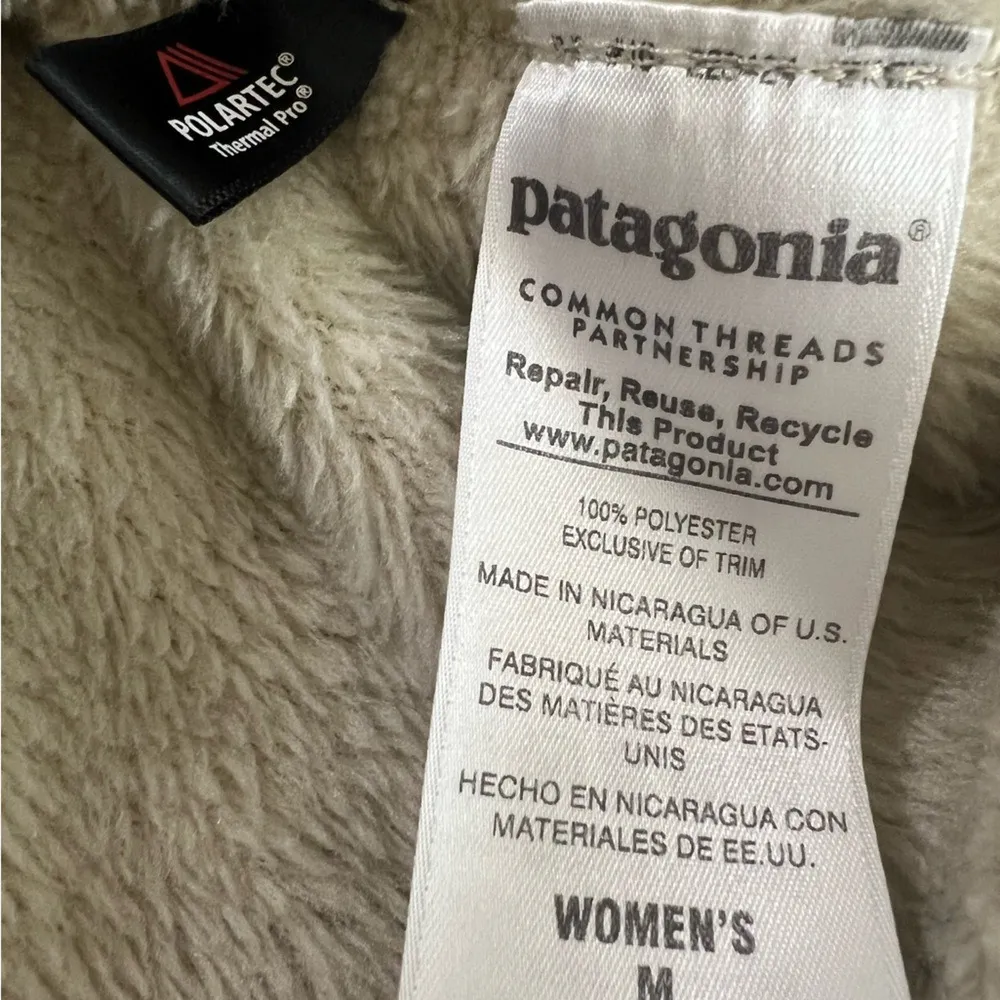 POLARTEC®
Thermal Pro®
patagonia®
COMMON THREADS
PARTNERSHIP
Repair, Reuse, Recycle
This Product
www.patagonia.com
100% POLYESTER
EXCLUSIVE OF TRIM
MADE IN NICARAGUA OF U.S.
MATERIALS
FABRIQUÉ AU NICARAGUA
DES MATIÈRES DES ETATS-
UNIS
HECHO EN NICARAGUA CON
MATERIALES DE EE.UU.
WOMEN'S
M